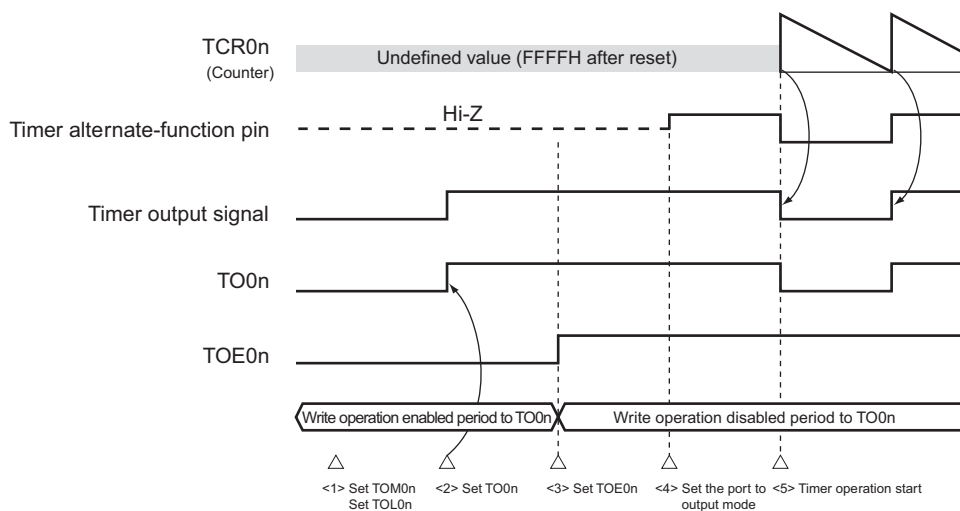 TCR0n
(Counter)
Undefined value (FFFFH after reset)
Timer alternate-function pin
Hi-Z
Timer output signal
TO0n
TOE0n
Write operation enabled period to TO0n
Write operation disabled period to TO0n
<1> Set TOM0n
Set TOL0n
<2> Set TO0n
<3> Set TOE0n
<4> Set the port to
output mode
<5> Timer operation start